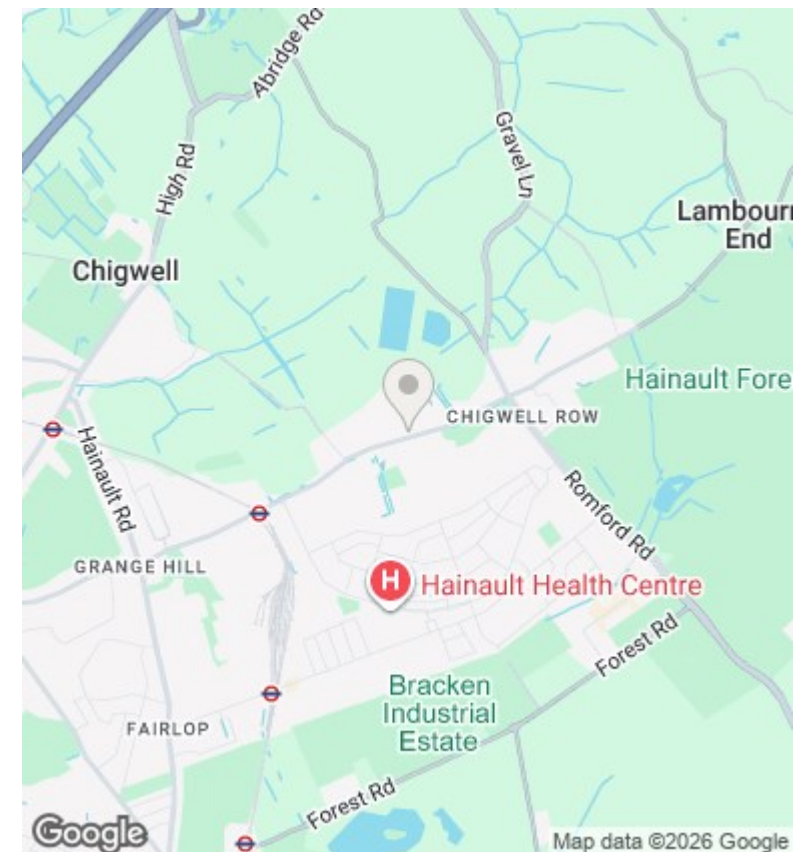 Abridge Rd
High Rd
Gravel Ln
Lambourn
End
Chigwell
Hainault Fore
CHIGWELL ROW
Hainault Rd
Romford Rd
GRANGE HILL
H
Hainault Health Centre
Forest Rd
Bracken
Industrial
Estate
FAIRLOP
Forest Rd
Google
Map data ©2026 Google